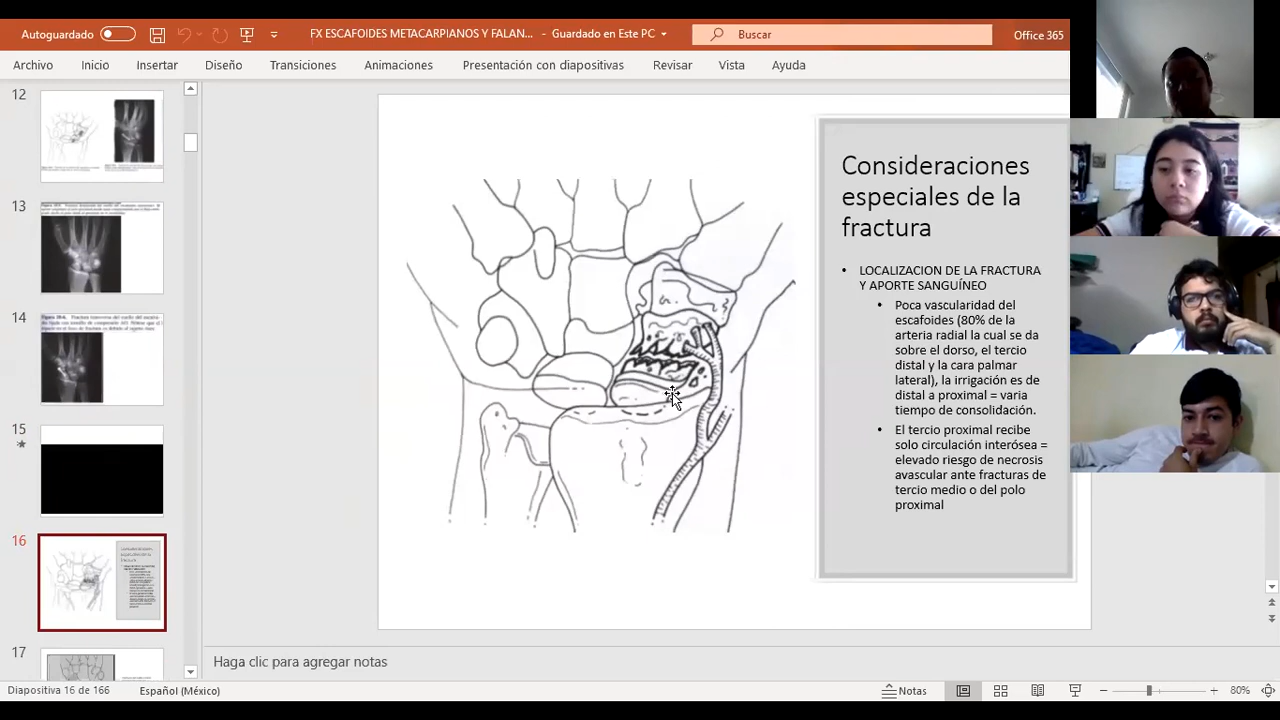 Autoguardado
FX ESCAFOIDES METACARPIANOS Y FALAN... - Guardado en Este PC
Buscar
Office 365
Archivo Inicio Insertar Diseño Transiciones Animaciones Presentación con diapositivas Revisar Vista Ayuda
12
13
14
15
16
17
Consideraciones
especiales de la
fractura
• LOCALIZACION DE LA FRACTURA
Y APORTE SANGUÍNEO
• Poca vascularidad del
escafoides (80% de la
arteria radial la cual se da
sobre el dorso, el tercio
distal y la cara palmar
lateral), la irrigación es de
distal a proximal = varia
tiempo de consolidación.
• El tercio proximal recibe
solo circulación interósea =
elevado riesgo de necrosis
avascular ante fracturas de
tercio medio o del polo
proximal
Haga clic para agregar notas
Diapositiva 16 de 166
Español (México)
Notas
80%